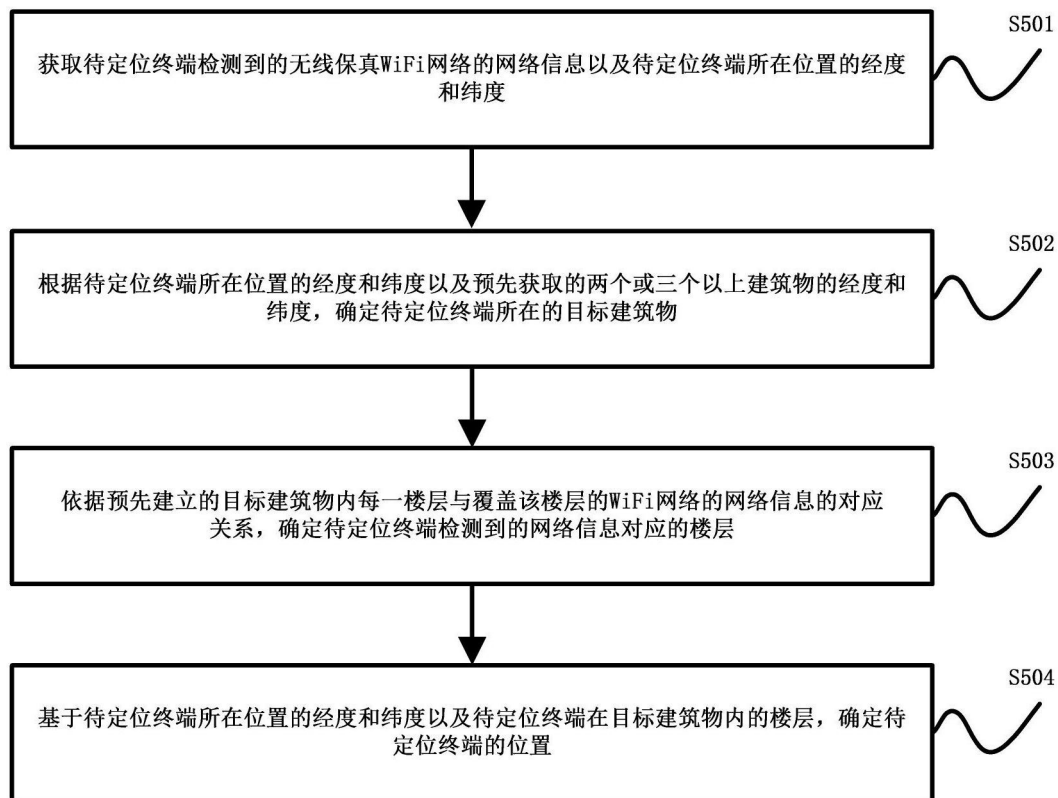 S501
获取待定位终端检测到的无线保真WiFi网络的网络信息以及待定位终端所在位置的经度
和纬度
S502
根据待定位终端所在位置的经度和纬度以及预先获取的两个或三个以上建筑物的经度和
纬度，确定待定位终端所在的目标建筑物
S503
依据预先建立的目标建筑物内每一楼层与覆盖该楼层的WiFi网络的网络信息的对应
关系，确定待定位终端检测到的网络信息对应的楼层
S504
基于待定位终端所在位置的经度和纬度以及待定位终端在目标建筑物内的楼层，确定待
定位终端的位置